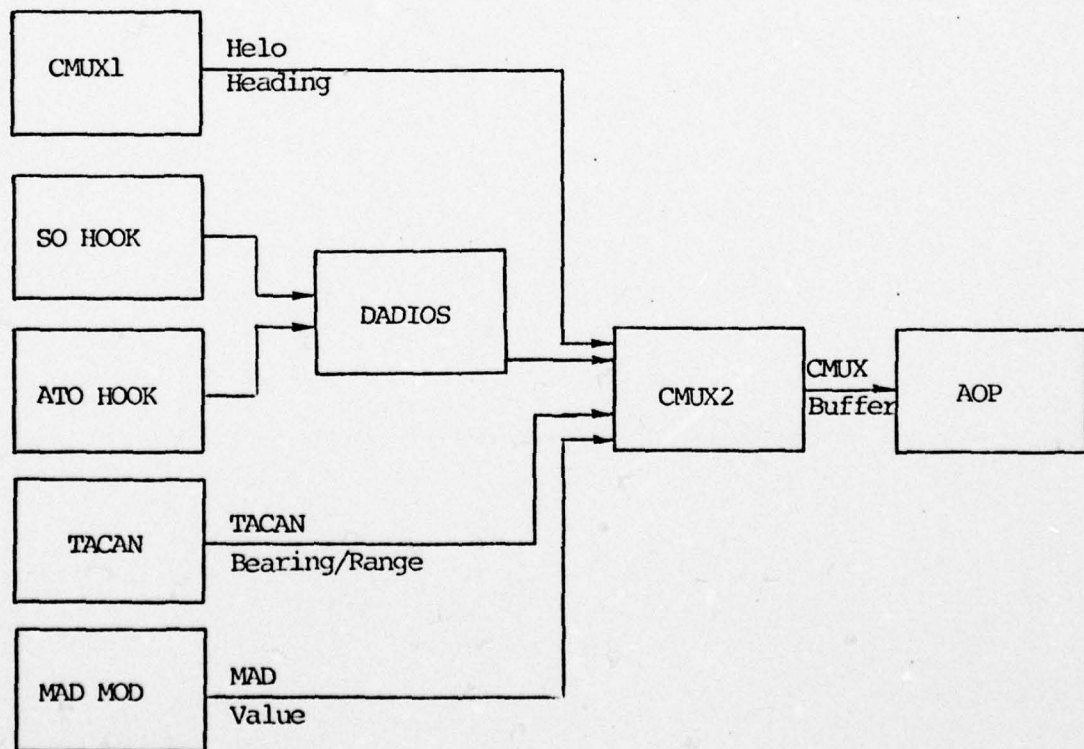 CMUX1
Helo
Heading
SO HOOK
DADIOS
ATO HOOK
CMUX2
CMUX
Buffer
AOP
TACAN
TACAN
Bearing/Range
MAD MOD
MAD
Value